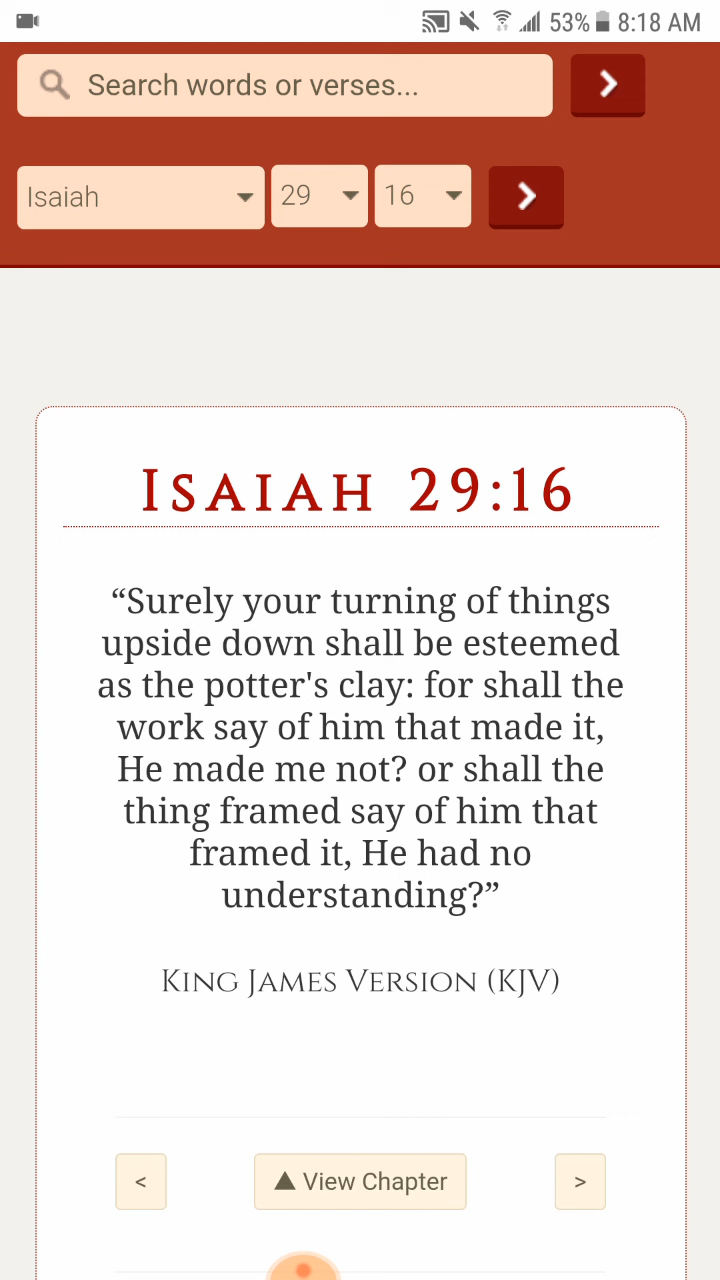 53% 8:18 AM
Search words or verses...
Isaiah 29 16
Isaiah 29:16
“Surely your turning of things
upside down shall be esteemed
as the potter's clay: for shall the
work say of him that made it,
He made me not? or shall the
thing framed say of him that
framed it, He had no
understanding?”
King James Version (KJV)
< ▲ View Chapter >